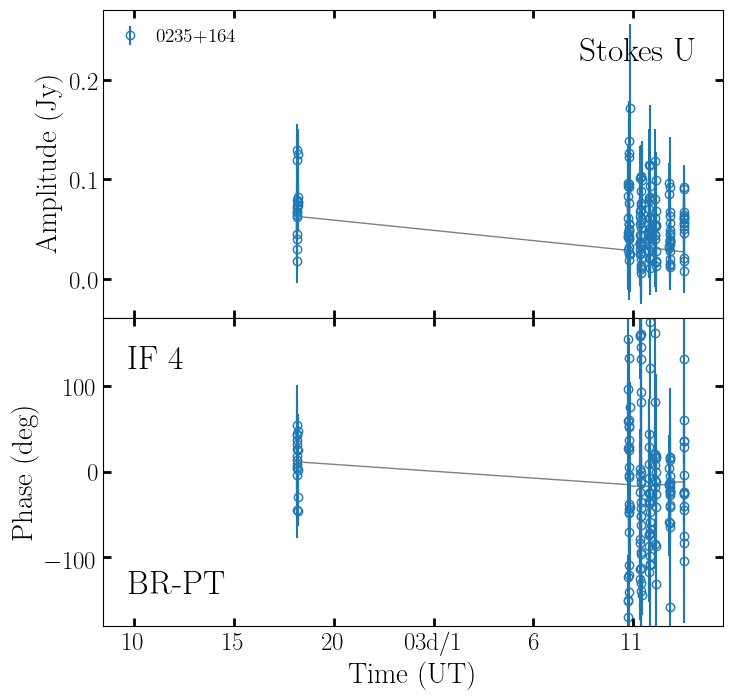 0235+164
Stokes U
0.2
0.1
0.0
Amplitude (Jy)
IF 4
100
0
−100
Phase (deg)
BR-PT
10 15 20 03d/1 6 11
Time (UT)